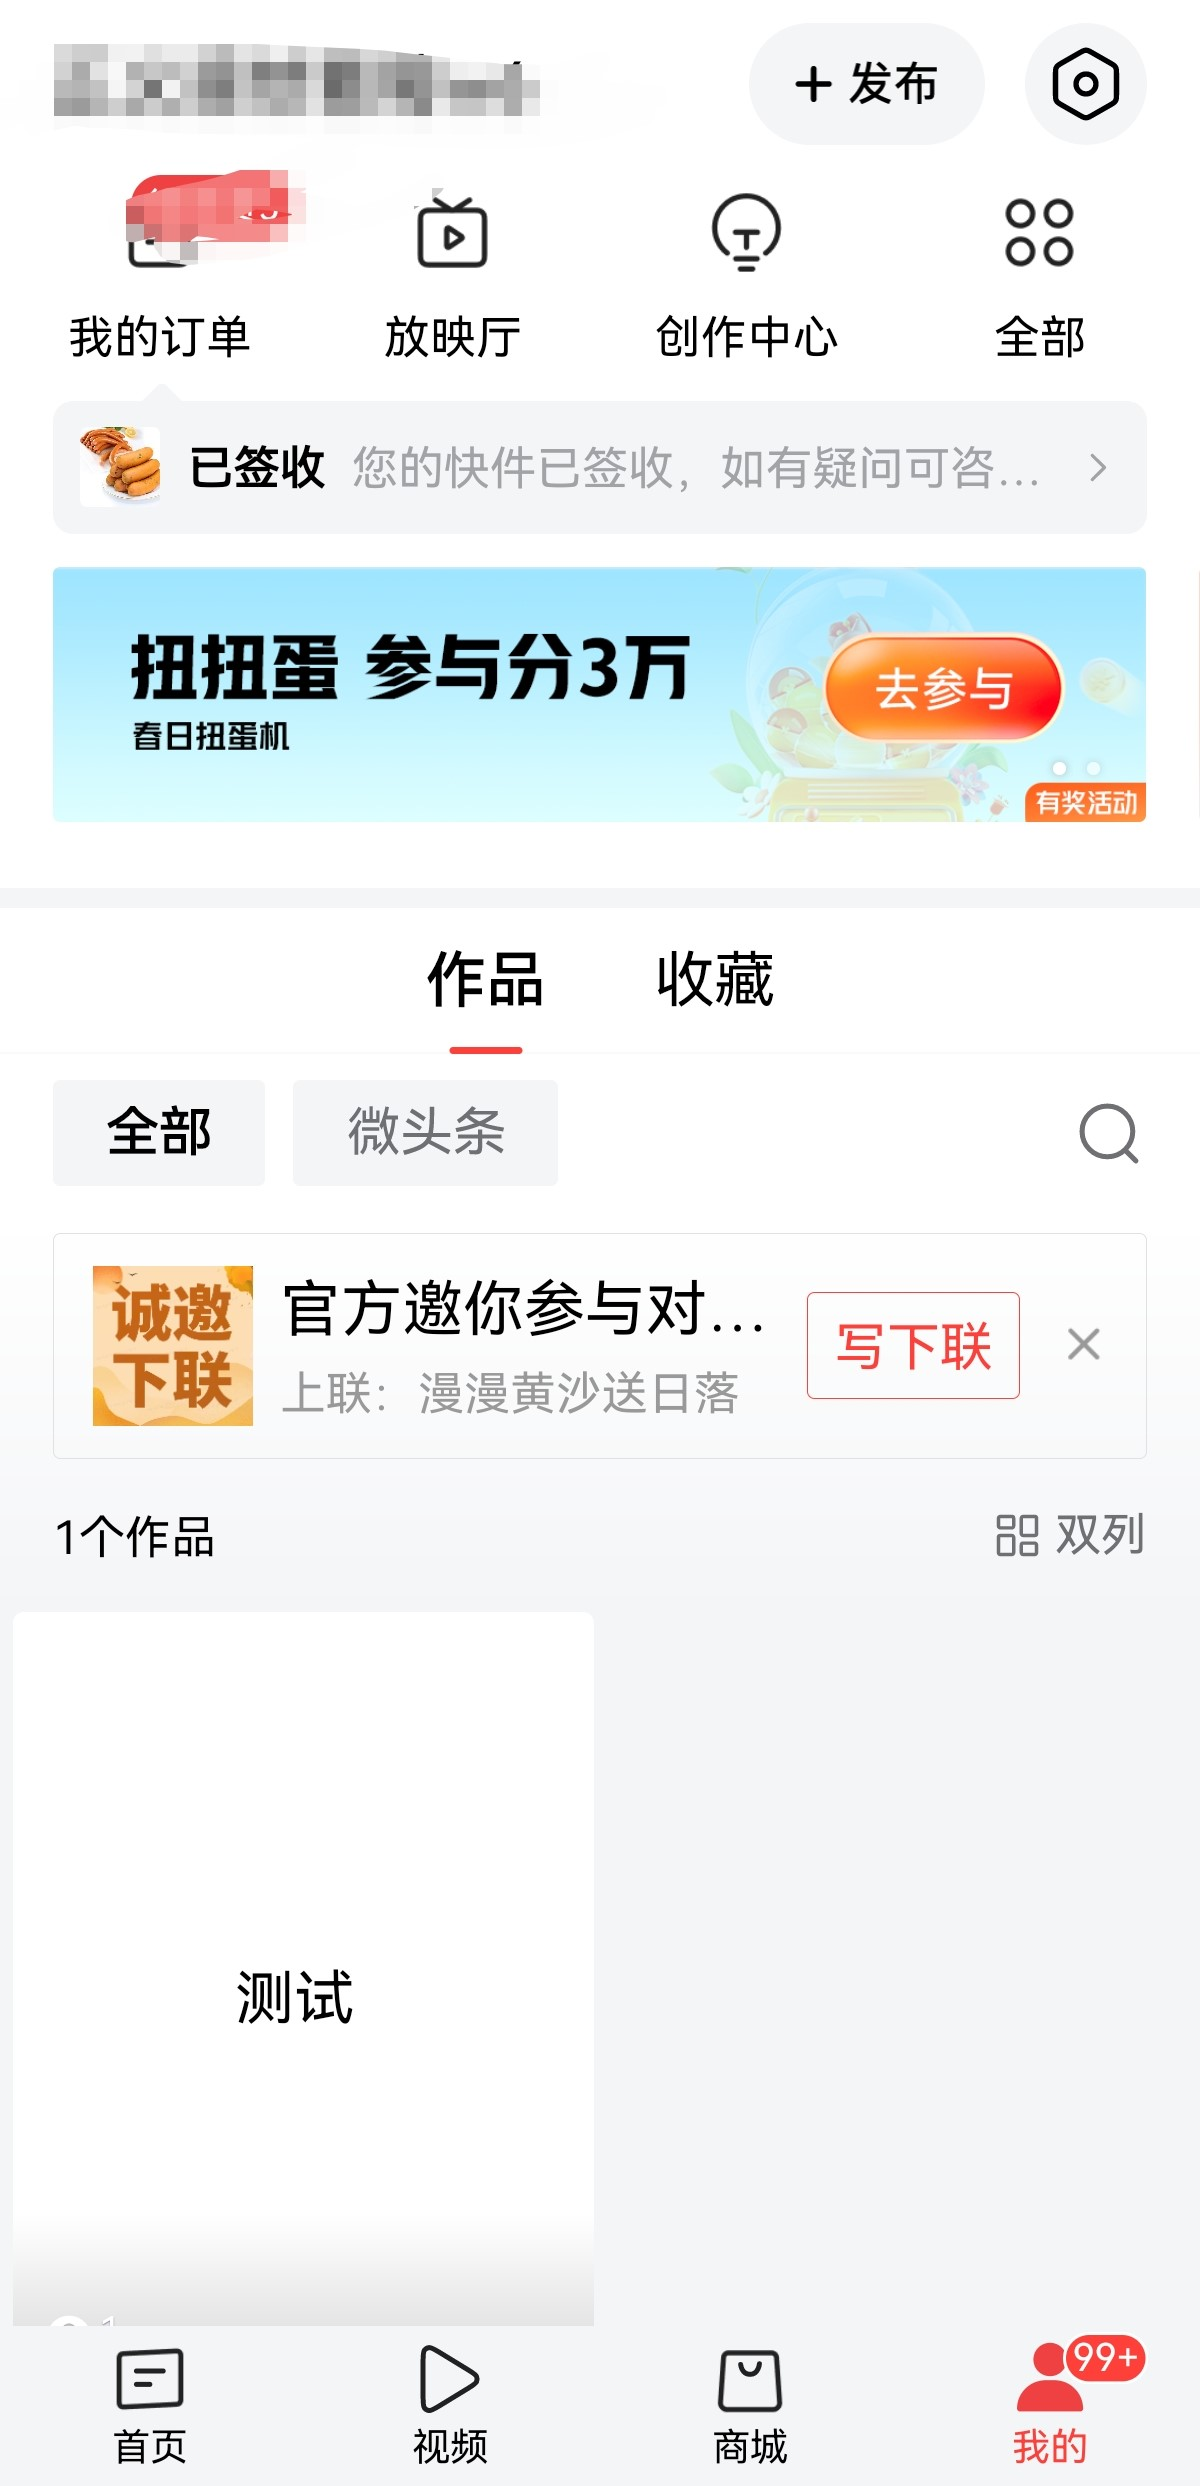 发布
我的订单
放映厅
创作中心
全部
已签收 您的快件已签收，如有疑问可咨...
扭扭蛋 参与分3万
春日扭蛋机
去参与
有奖活动
作品
收藏
全部
微头条
诚邀
下联
官方邀你参与对...
上联：漫漫黄沙送日落
写下联
1个作品
双列
测试
首页
视频
商城
99+
我的